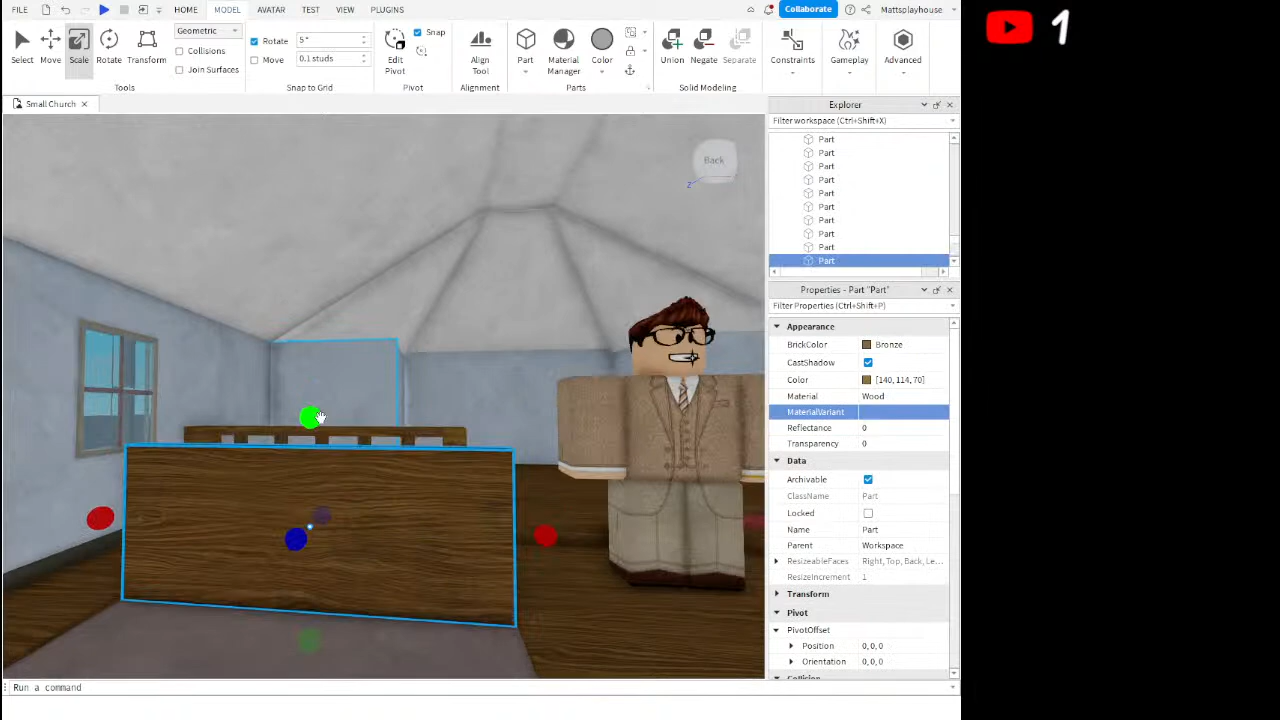 FILE HOME MODEL AVATAR TEST VIEW PLUGINS Collaborate Mattsplayhouse
Select Move Scale Rotate Transform
Geometric
Collisions
Join Surfaces
Tools
Rotate 5 °
Move 0.1 studs
Snap to Grid
Edit Pivot
Snap
Pivot
Align Tool
Alignment
Part Material Manager Color
Parts
Union Negate Separate
Solid Modeling
Constraints Gameplay Advanced
Small Church
Back
z
Explorer
Filter workspace (Ctrl+Shift+X)
Part
Part
Part
Part
Part
Part
Part
Part
Part
Part
Properties - Part "Part"
Filter Properties (Ctrl+Shift+P)
Appearance
BrickColor Bronze
CastShadow
Color [140, 114, 70]
Material Wood
MaterialVariant
Reflectance 0
Transparency 0
Data
Archivable
ClassName Part
Locked
Name Part
Parent Workspace
ResizeableFaces Right, Top, Back, Le...
ResizeIncrement 1
Transform
Pivot
PivotOffset
Position 0, 0, 0
Orientation 0, 0, 0
Collision
Run a command
1